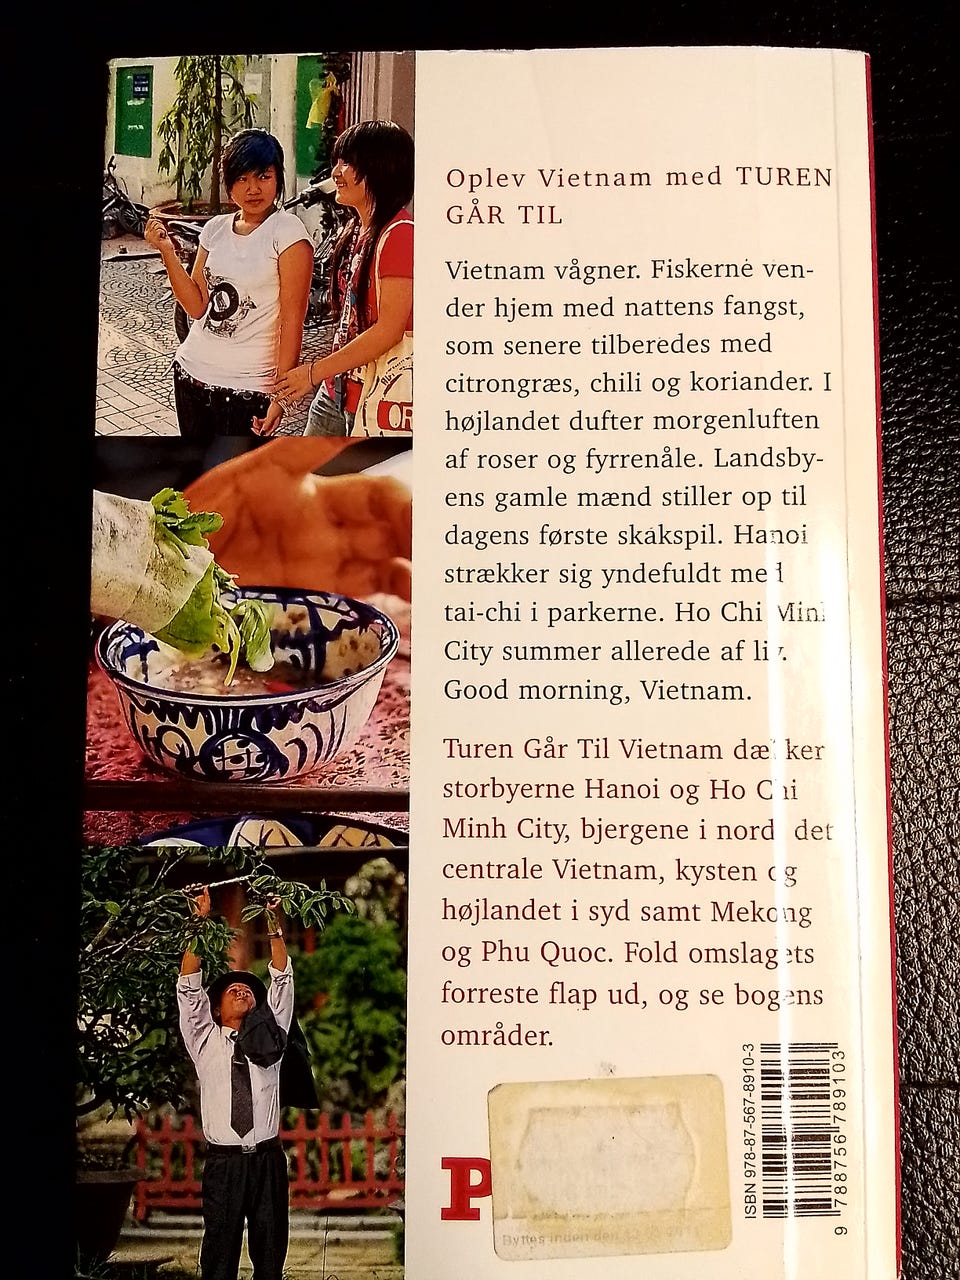 Oplev Vietnam med TUREN
GÅR TIL
Vietnam vågner. Fiskerne ven-
der hjem med nattens fangst,
som senere tilberedes med
citrongræs, chili og koriander. I
højlandet dufter morgenluften
af roser og fyrrenåle. Landsby-
ens gamle mænd stiller op til
dagens første skakspil. Hanoi
strækker sig yndefuldt med
tai-chi i parkerne. Ho Chi Minh
City summer allerede af liv.
Good morning, Vietnam.
Turen Går Til Vietnam dækker
storbyerne Hanoi og Ho Chi
Minh City, bjergene i nord, det
centrale Vietnam, kysten og
højlandet i syd samt Mekong
og Phu Quoc. Fold omslagets
forreste flap ud, og se bogens
områder.
P
Byttes inden den
ISBN 978-87-567-8910-3
9 788756 789103
OR